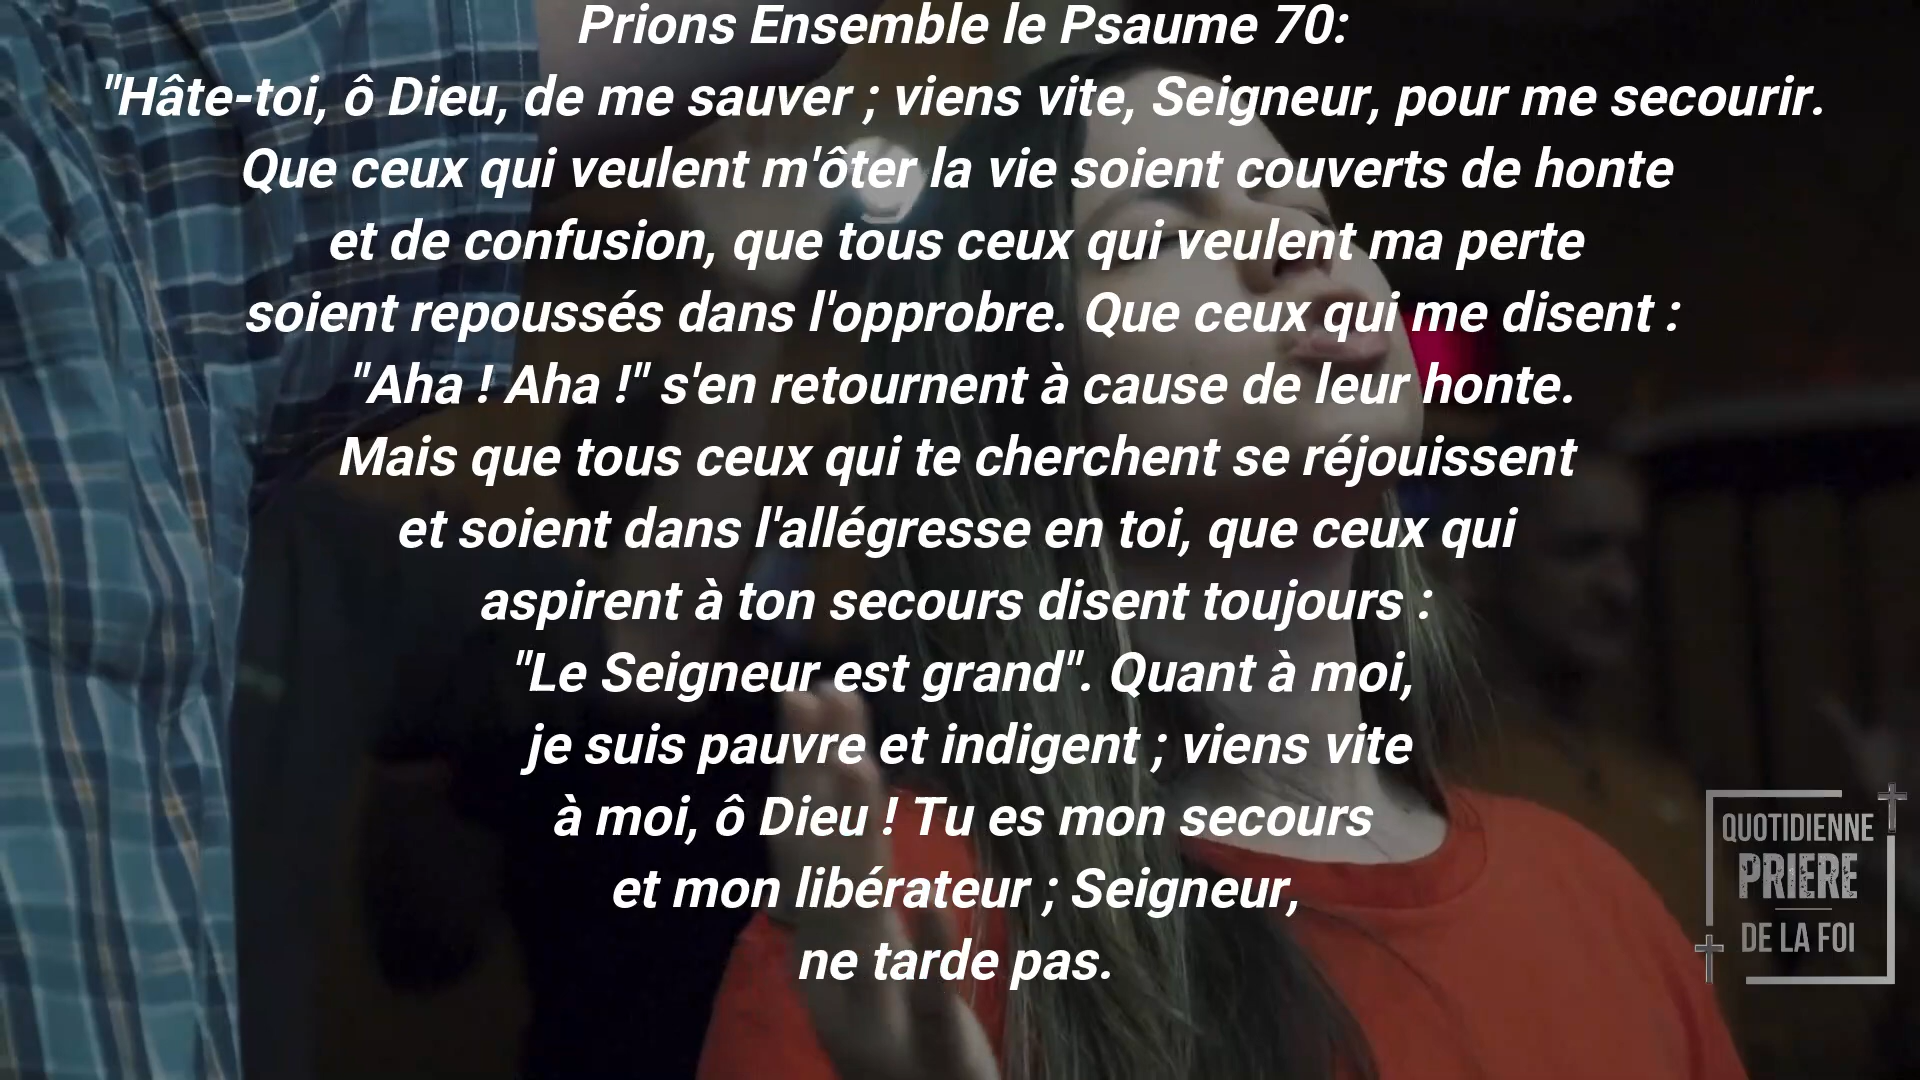 Prions Ensemble le Psaume 70:
"Hâte-toi, ô Dieu, de me sauver ; viens vite, Seigneur, pour me secourir.
Que ceux qui veulent m'ôter la vie soient couverts de honte
et de confusion, que tous ceux qui veulent ma perte
soient repoussés dans l'opprobre. Que ceux qui me disent :
"Aha ! Aha !" s'en retournent à cause de leur honte.
Mais que tous ceux qui te cherchent se réjouissent
et soient dans l'allégresse en toi, que ceux qui
aspirent à ton secours disent toujours :
"Le Seigneur est grand". Quant à moi,
je suis pauvre et indigent ; viens vite
à moi, ô Dieu ! Tu es mon secours
et mon libérateur ; Seigneur,
ne tarde pas.
QUOTIDIENNE
PRIERE
DE LA FOI